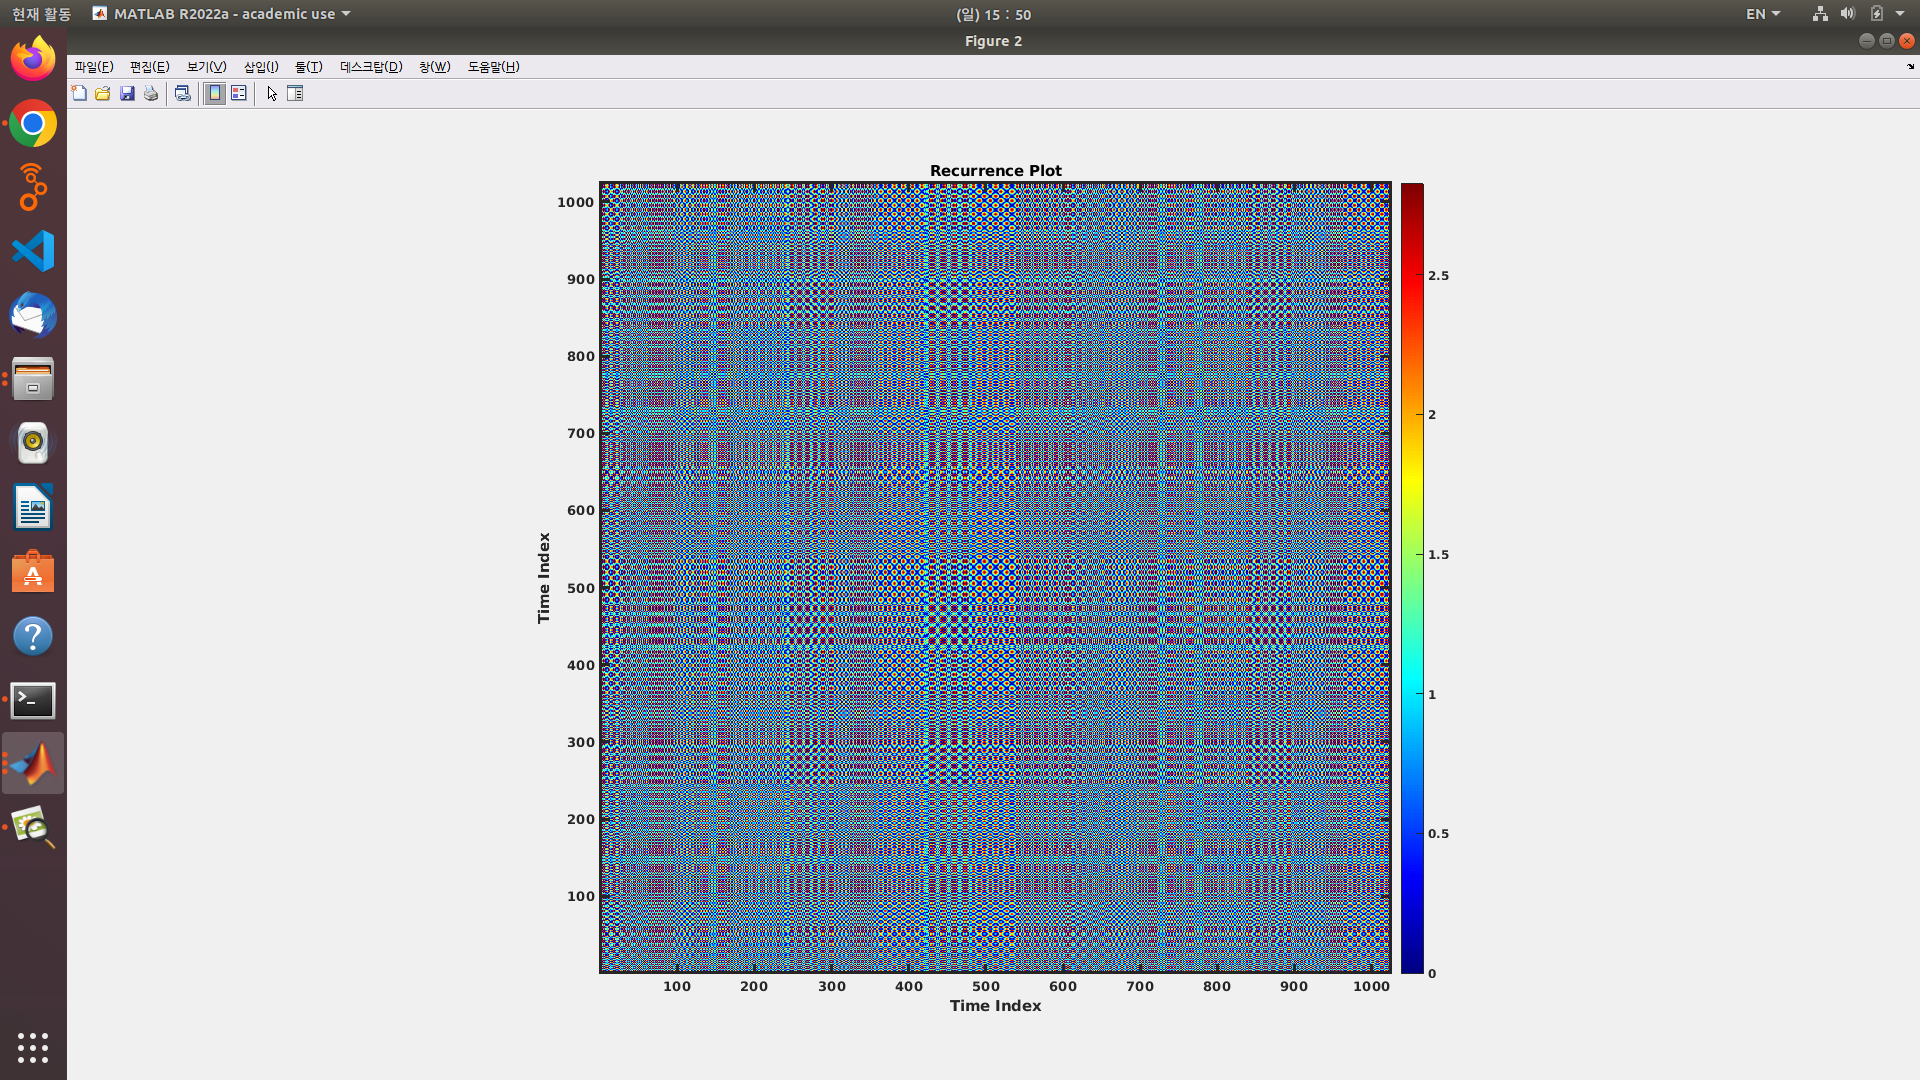 현재 활동 MATLAB R2022a - academic use (일) 15 : 50 EN
Figure 2
파일(F) 편집(E) 보기(V) 삽입(I) 툴(T) 데스크탑(D) 창(W) 도움말(H)
Recurrence Plot
1000
900
800
700
600
500
400
300
200
100
Time Index
100 200 300 400 500 600 700 800 900 1000
Time Index
2.5
2
1.5
1
0.5
0